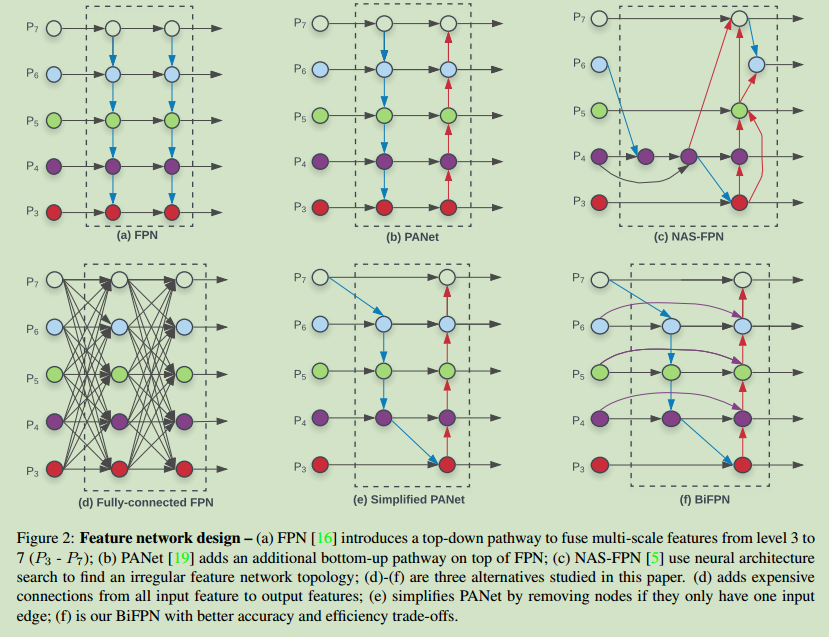 P7
P6
P5
P4
P3
(a) FPN
P7
P6
P5
P4
P3
(b) PANet
P7
P6
P5
P4
P3
(c) NAS-FPN
P7
P6
P5
P4
P3
(d) Fully-connected FPN
P7
P6
P5
P4
P3
(e) Simplified PANet
P7
P6
P5
P4
P3
(f) BiFPN
Figure 2: Feature network design – (a) FPN [16] introduces a top-down pathway to fuse multi-scale features from level 3 to
7 (P3 - P7); (b) PANet [19] adds an additional bottom-up pathway on top of FPN; (c) NAS-FPN [5] use neural architecture
search to find an irregular feature network topology; (d)-(f) are three alternatives studied in this paper. (d) adds expensive
connections from all input feature to output features; (e) simplifies PANet by removing nodes if they only have one input
edge; (f) is our BiFPN with better accuracy and efficiency trade-offs.